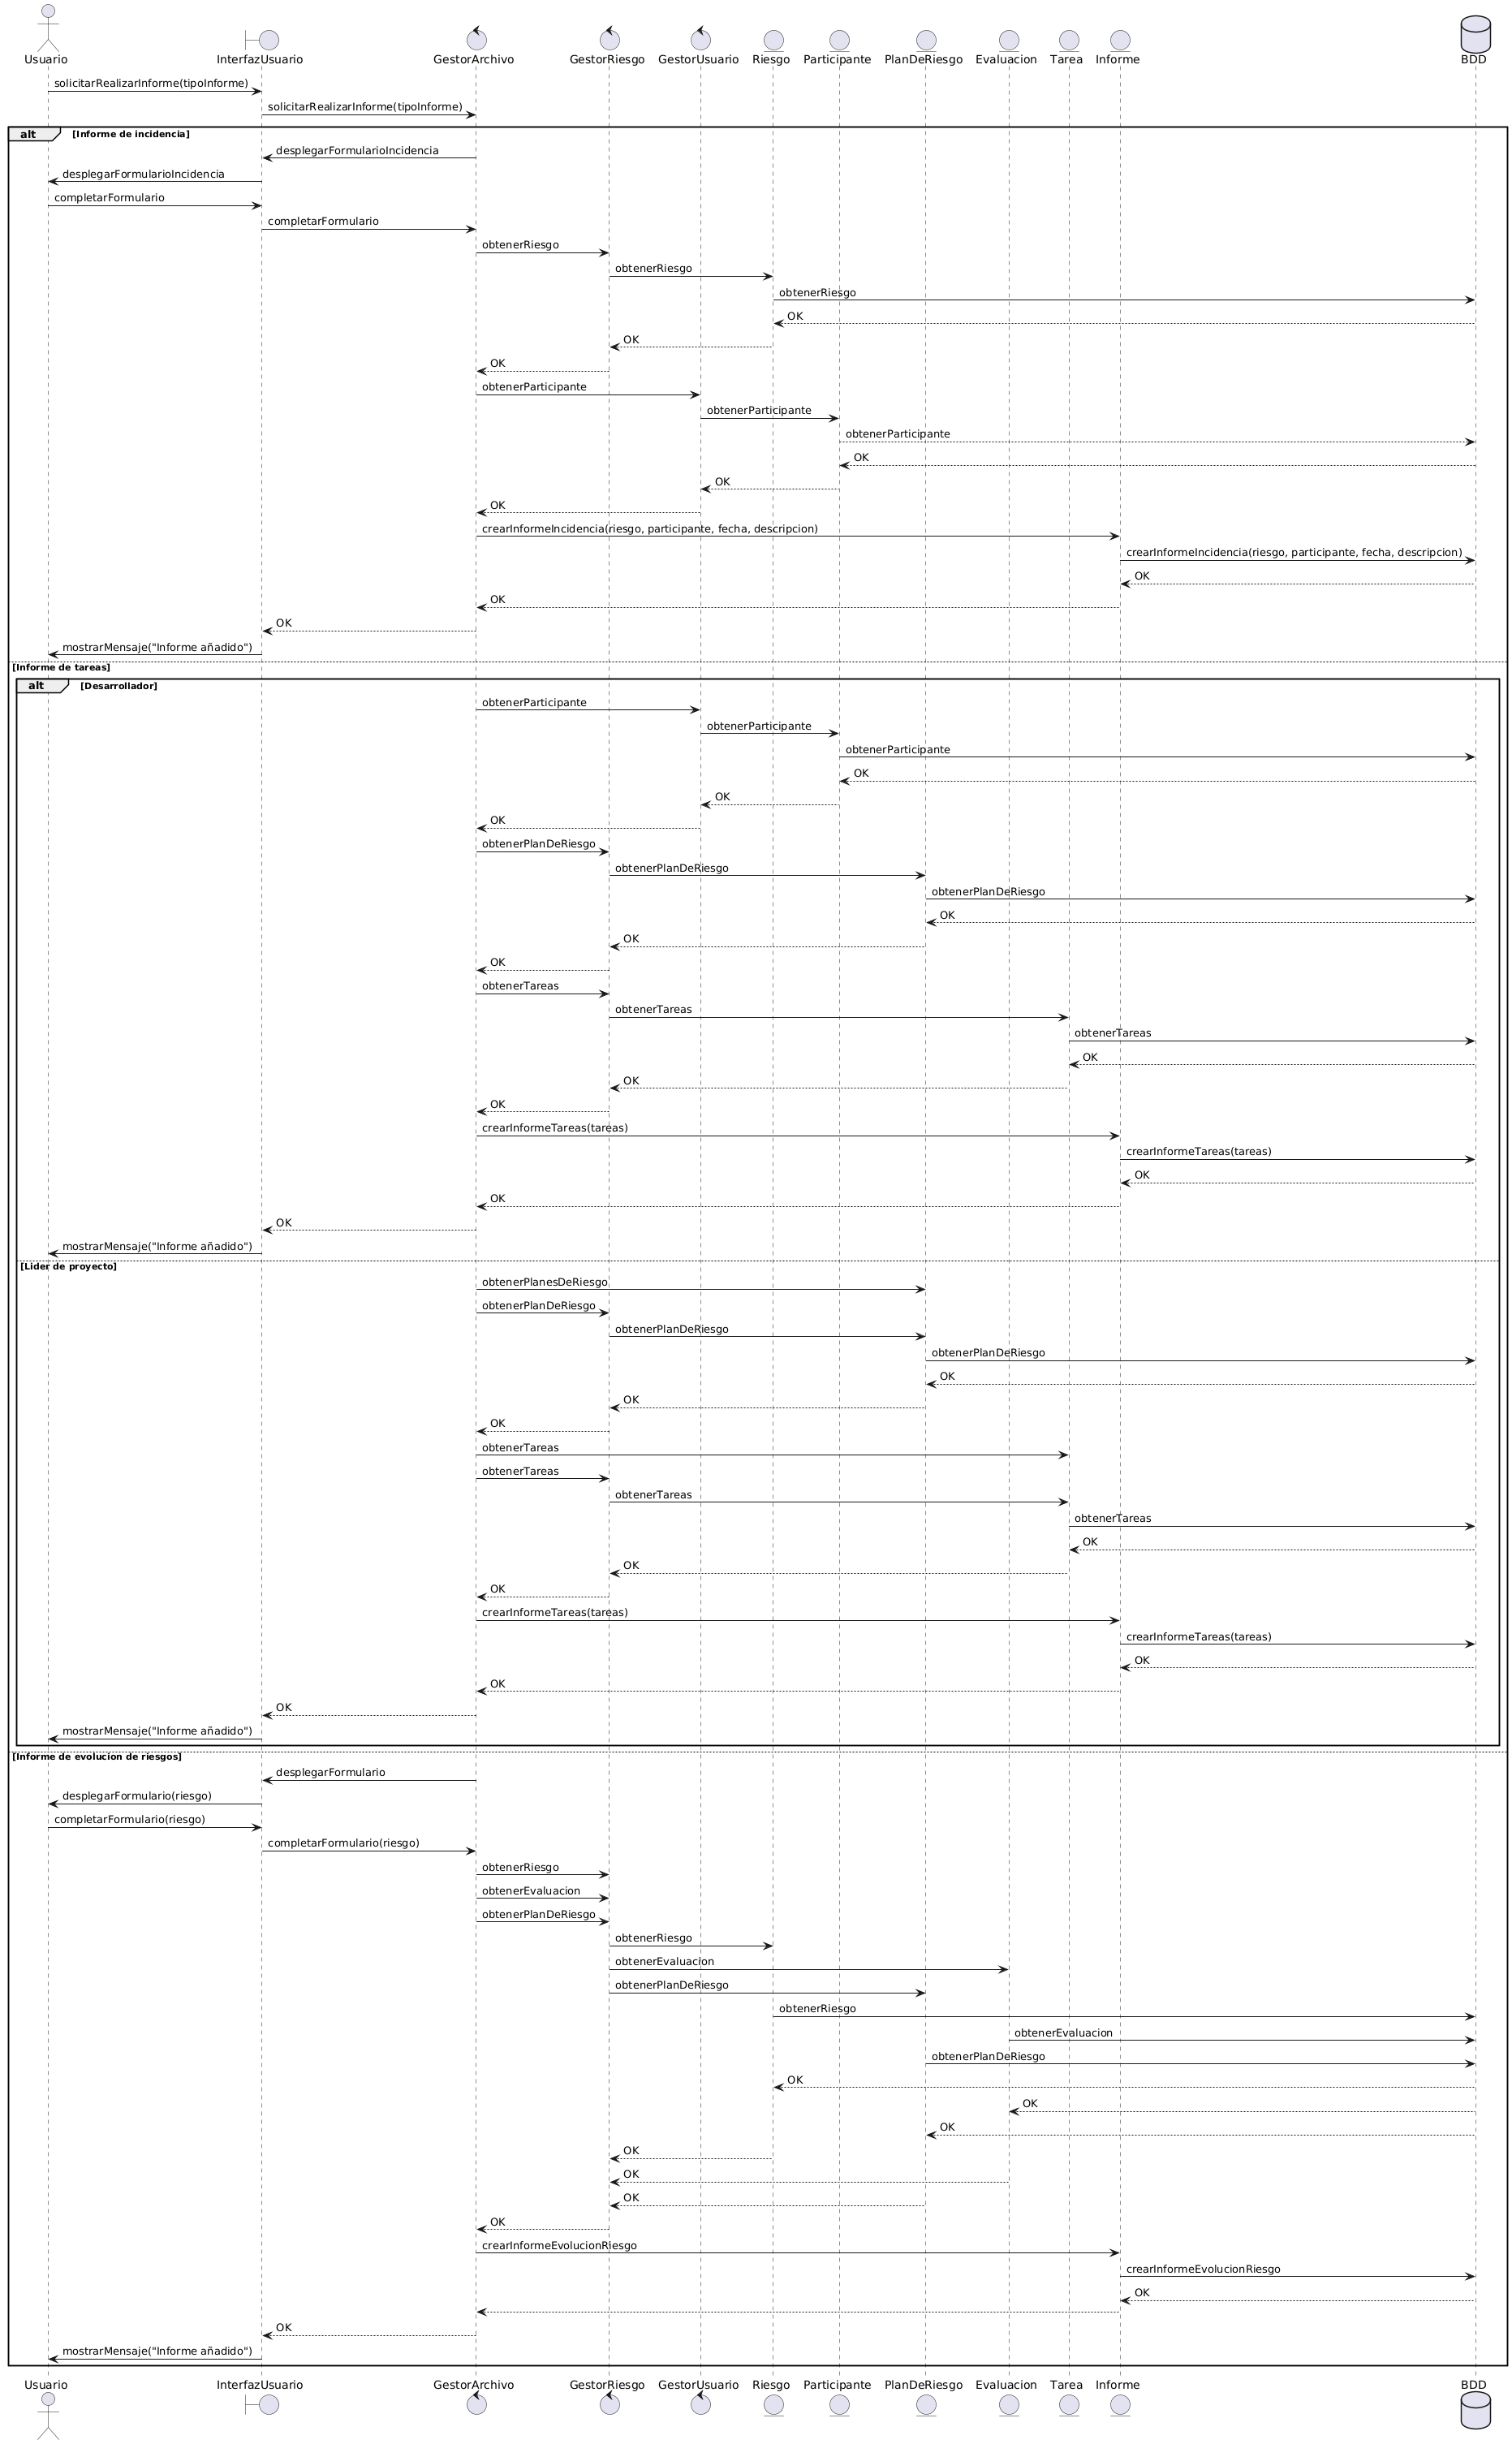 Usuario InterfazUsuario GestorArchivo GestorRiesgo GestorUsuario Riesgo Participante PlanDeRiesgo Evaluacion Tarea Informe BDD
solicitarRealizarInforme(tipoInforme)
solicitarRealizarInforme(tipoInforme)
alt [Informe de incidencia]
desplegarFormularioIncidencia
desplegarFormularioIncidencia
completarFormulario
completarFormulario
obtenerRiesgo
obtenerRiesgo
obtenerRiesgo
OK
OK
OK
obtenerParticipante
obtenerParticipante
obtenerParticipante
OK
OK
OK
crearInformeIncidencia(riesgo, participante, fecha, descripcion)
crearInformeIncidencia(riesgo, participante, fecha, descripcion)
OK
OK
OK
mostrarMensaje("Informe añadido")
[Informe de tareas]
alt [Desarrollador]
obtenerParticipante
obtenerParticipante
obtenerParticipante
OK
OK
OK
obtenerPlanDeRiesgo
obtenerPlanDeRiesgo
obtenerPlanDeRiesgo
OK
OK
OK
obtenerTareas
obtenerTareas
obtenerTareas
OK
OK
OK
crearInformeTareas(tareas)
crearInformeTareas(tareas)
OK
OK
OK
mostrarMensaje("Informe añadido")
[Lider de proyecto]
obtenerPlanesDeRiesgo
obtenerPlanDeRiesgo
obtenerPlanDeRiesgo
obtenerPlanDeRiesgo
OK
OK
OK
obtenerTareas
obtenerTareas
obtenerTareas
obtenerTareas
OK
OK
OK
crearInformeTareas(tareas)
crearInformeTareas(tareas)
OK
OK
OK
mostrarMensaje("Informe añadido")
[Informe de evolucion de riesgos]
desplegarFormulario
desplegarFormulario(riesgo)
completarFormulario(riesgo)
completarFormulario(riesgo)
obtenerRiesgo
obtenerEvaluacion
obtenerPlanDeRiesgo
obtenerRiesgo
obtenerEvaluacion
obtenerPlanDeRiesgo
obtenerRiesgo
obtenerEvaluacion
obtenerPlanDeRiesgo
OK
OK
OK
OK
OK
OK
OK
crearInformeEvolucionRiesgo
crearInformeEvolucionRiesgo
OK
OK
mostrarMensaje("Informe añadido")
Usuario InterfazUsuario GestorArchivo GestorRiesgo GestorUsuario Riesgo Participante PlanDeRiesgo Evaluacion Tarea Informe BDD